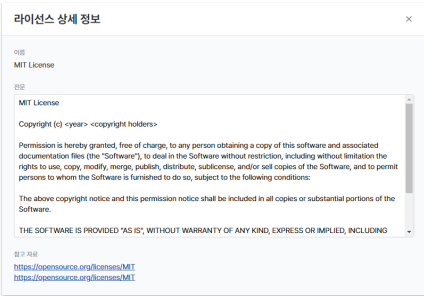 라이선스 상세 정보
×
이름
MIT License
전문
MIT License
Copyright (c) <year> <copyright holders>
Permission is hereby granted, free of charge, to any person obtaining a copy of this software and associated
documentation files (the "Software"), to deal in the Software without restriction, including without limitation the
rights to use, copy, modify, merge, publish, distribute, sublicense, and/or sell copies of the Software, and to permit
persons to whom the Software is furnished to do so, subject to the following conditions:
The above copyright notice and this permission notice shall be included in all copies or substantial portions of the
Software.
THE SOFTWARE IS PROVIDED "AS IS", WITHOUT WARRANTY OF ANY KIND, EXPRESS OR IMPLIED, INCLUDING
참고 자료
https://opensource.org/licenses/MIT
https://opensource.org/licenses/MIT